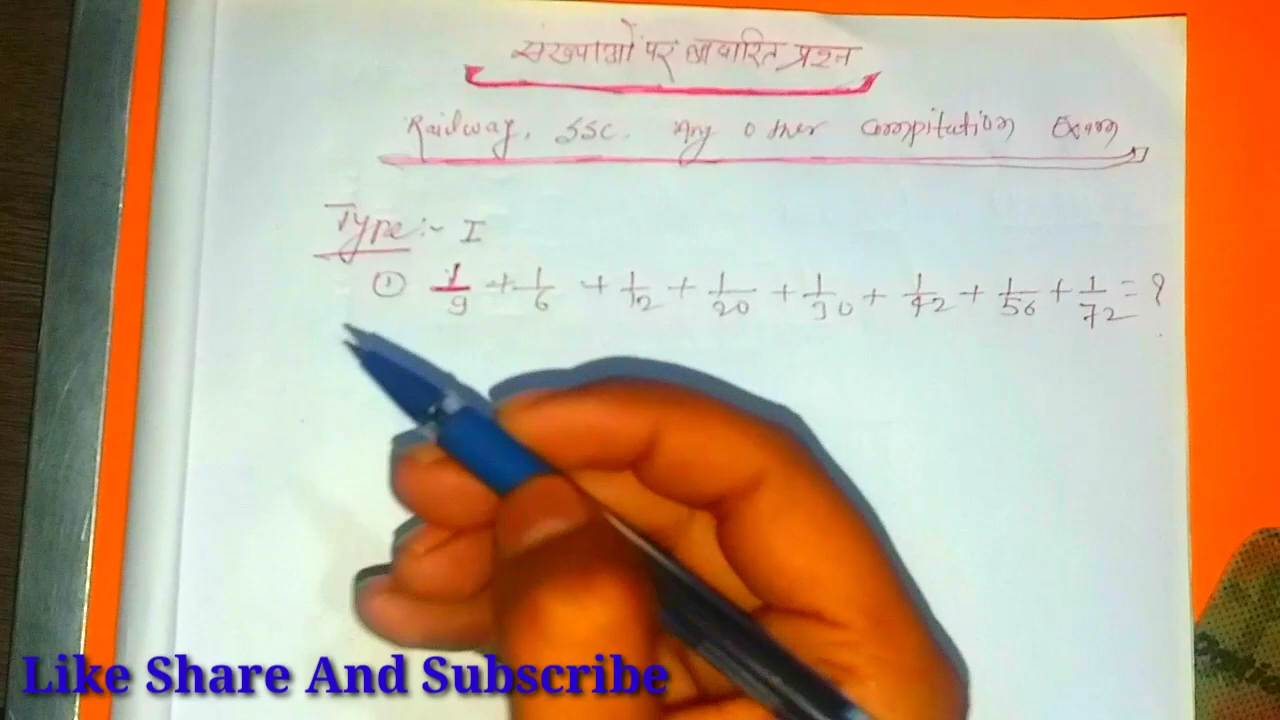 संख्याओं पर आधारित प्रश्न
Railway, SSC. Any other Compitution Exam
Type:- I
① 1/9 + 1/6 + 1/12 + 1/20 + 1/30 + 1/42 + 1/56 + 1/72 = ?
Like Share And Subscribe